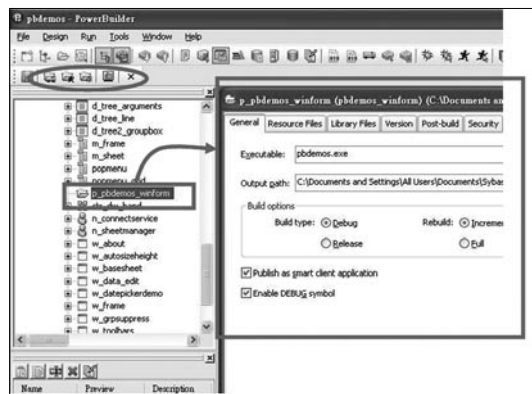 pbdemos - PowerBuilder
File Design Run Tools Window Help
d_tree_arguments
d_tree_line
d_tree2_groupbox
m_frame
m_sheet
popmenu
p_pbdemos_winform
n_connectservice
n_sheetmanager
w_about
w_autosizeheight
w_basesheet
w_data_edit
w_datepickerdemo
w_frame
w_grpsuppress
w_toolbars
Name Preview Description
p_pbdemos_winform (pbdemos_winform) (C:\Documents an
General Resource Files Library Files Version Post-build Security
Executable: pbdemos.exe
Output path: C:\Documents and Settings\All Users\Documents\Sybas
Build options
Build type: Debug Rebuild: Increme
Release Full
Publish as smart client application
Enable DEBUG symbol